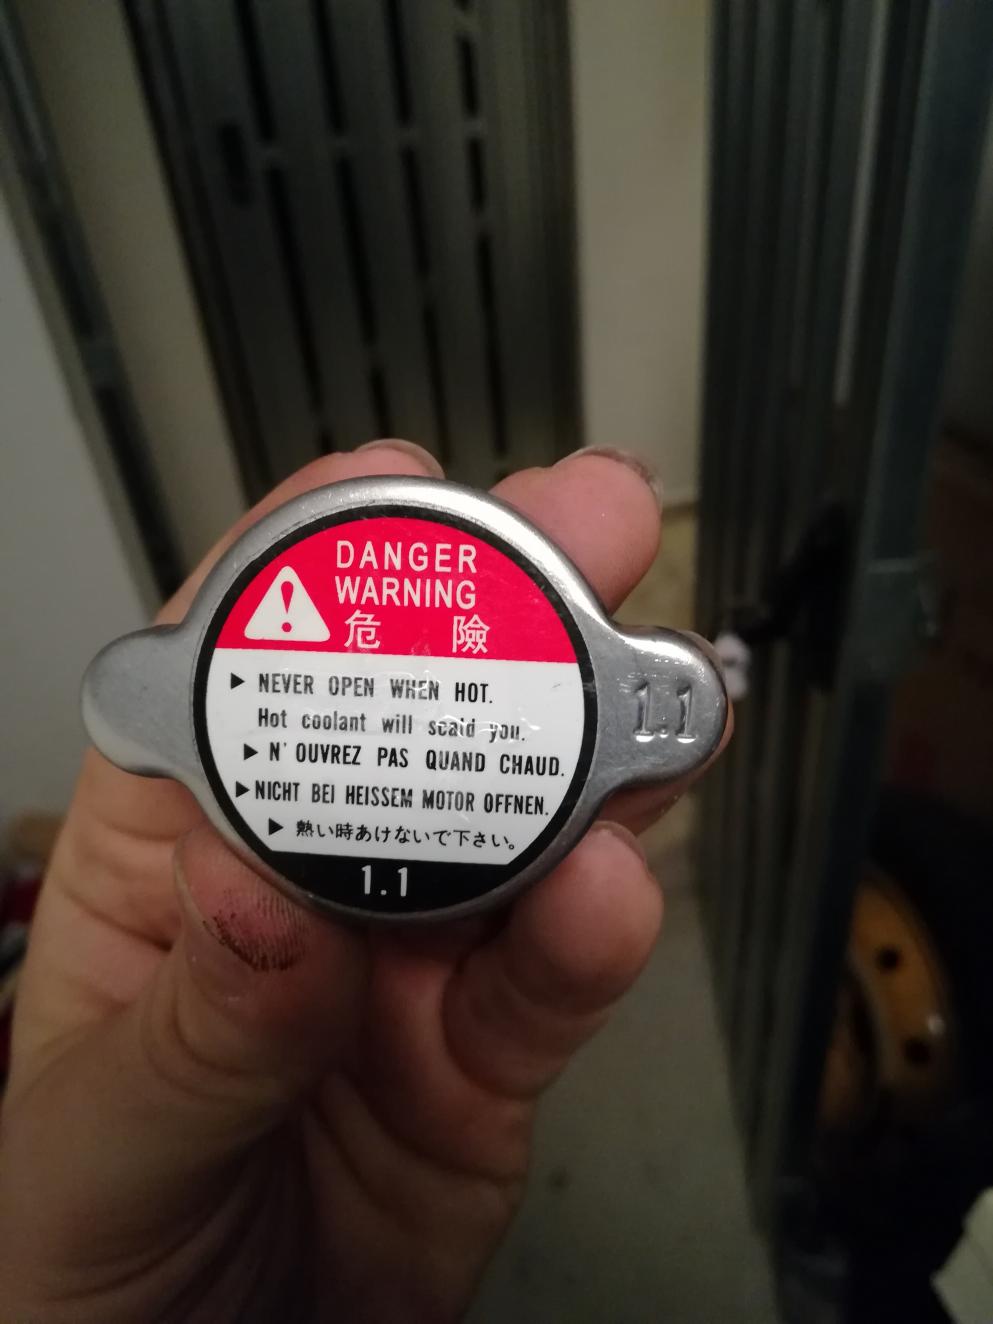 DANGER
WARNING
危 險
▶ NEVER OPEN WHEN HOT.
Hot coolant will scald you.
▶ N'OUVREZ PAS QUAND CHAUD.
▶ NICHT BEI HEISSEM MOTOR OFFNEN.
▶ 熱い時あけないで下さい。
1.1
1.1